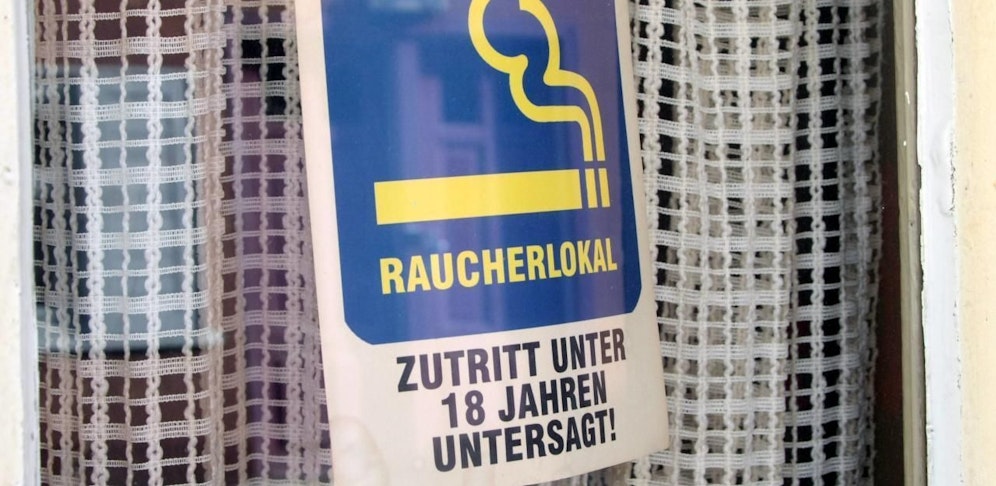 RAUCHERLOKAL
ZUTRITT UNTER
18 JAHREN
UNTERSAGT!